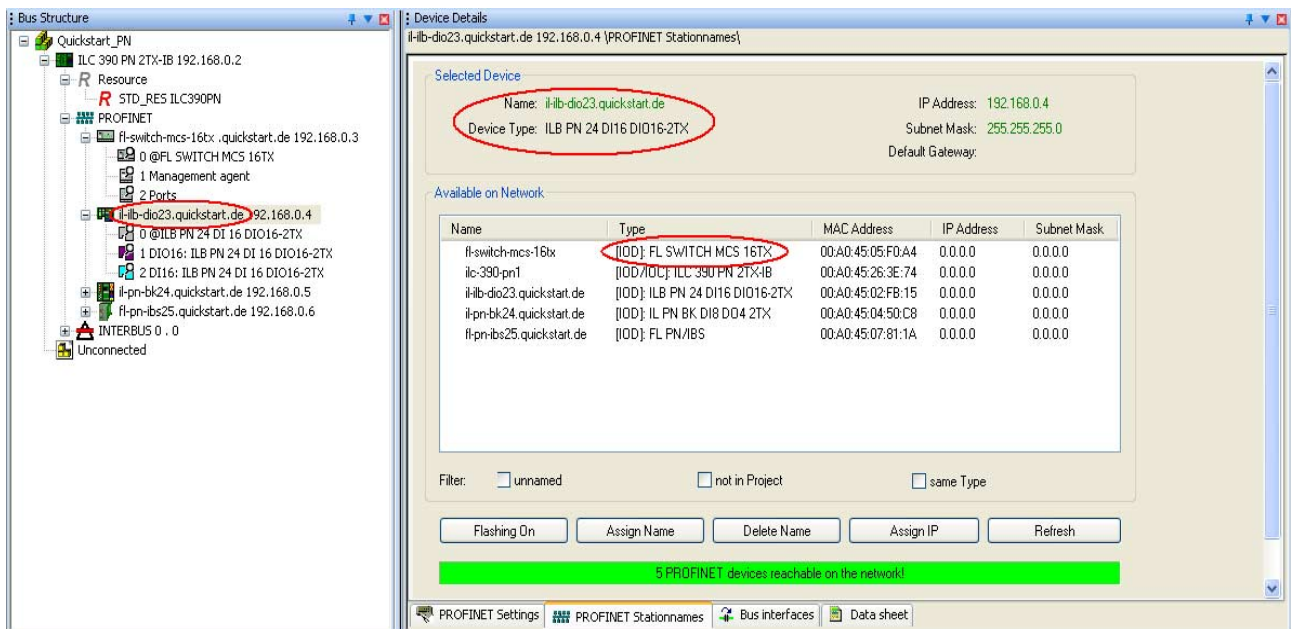 Bus Structure
Quickstart_PN
ILC 390 PN 2TX-IB 192.168.0.2
R Resource
R STD_RES ILC390PN
PROFINET
fl-switch-mcs-16tx .quickstart.de 192.168.0.3
0 @FL SWITCH MCS 16TX
1 Management agent
2 Ports
il-ilb-dio23.quickstart.de 192.168.0.4
0 @ILB PN 24 DI 16 DIO16-2TX
1 DIO16: ILB PN 24 DI 16 DIO16-2TX
2 DI16: ILB PN 24 DI 16 DIO16-2TX
il-pn-bk24.quickstart.de 192.168.0.5
fl-pn-ibs25.quickstart.de 192.168.0.6
INTERBUS 0 . 0
Unconnected
Device Details
il-ilb-dio23.quickstart.de 192.168.0.4 \PROFINET Stationnames\
Selected Device
Name: il-ilb-dio23.quickstart.de IP Address: 192.168.0.4
Device Type: ILB PN 24 DI16 DIO16-2TX Subnet Mask: 255.255.255.0
Default Gateway:
Available on Network
Name Type MAC Address IP Address Subnet Mask
fl-switch-mcs-16tx [IOD]: FL SWITCH MCS 16TX 00:A0:45:05:F0:A4 0.0.0.0 0.0.0.0
ilc-390-pn1 [IOD/IOC]: ILC 390 PN 2TX-IB 00:A0:45:26:3E:74 0.0.0.0 0.0.0.0
il-ilb-dio23.quickstart.de [IOD]: ILB PN 24 DI16 DIO16-2TX 00:A0:45:02:FB:15 0.0.0.0 0.0.0.0
il-pn-bk24.quickstart.de [IOD]: IL PN BK DI8 DO4 2TX 00:A0:45:04:50:C8 0.0.0.0 0.0.0.0
fl-pn-ibs25.quickstart.de [IOD]: FL PN/IBS 00:A0:45:07:81:1A 0.0.0.0 0.0.0.0
Filter: unnamed not in Project same Type
Flashing On Assign Name Delete Name Assign IP Refresh
5 PROFINET devices reachable on the network!
PROFINET Settings PROFINET Stationnames Bus interfaces Data sheet